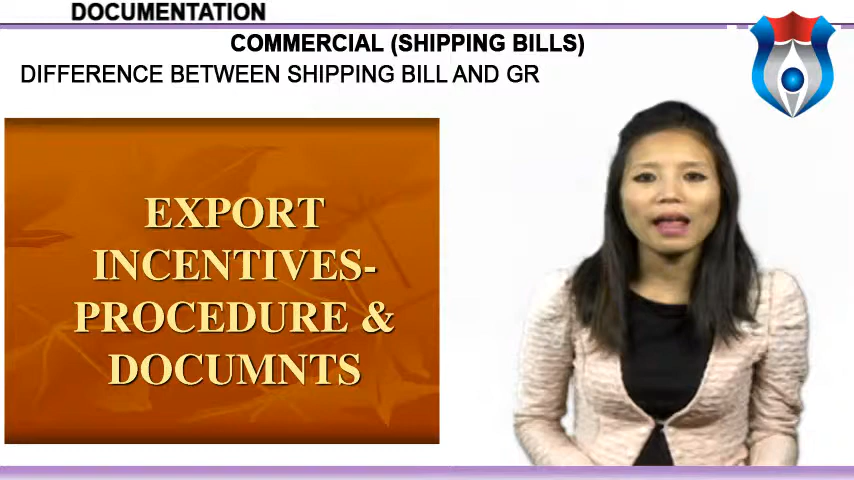 DOCUMENTATION
COMMERCIAL (SHIPPING BILLS)
DIFFERENCE BETWEEN SHIPPING BILL AND GR
EXPORT
INCENTIVES-
PROCEDURE &
DOCUMNTS